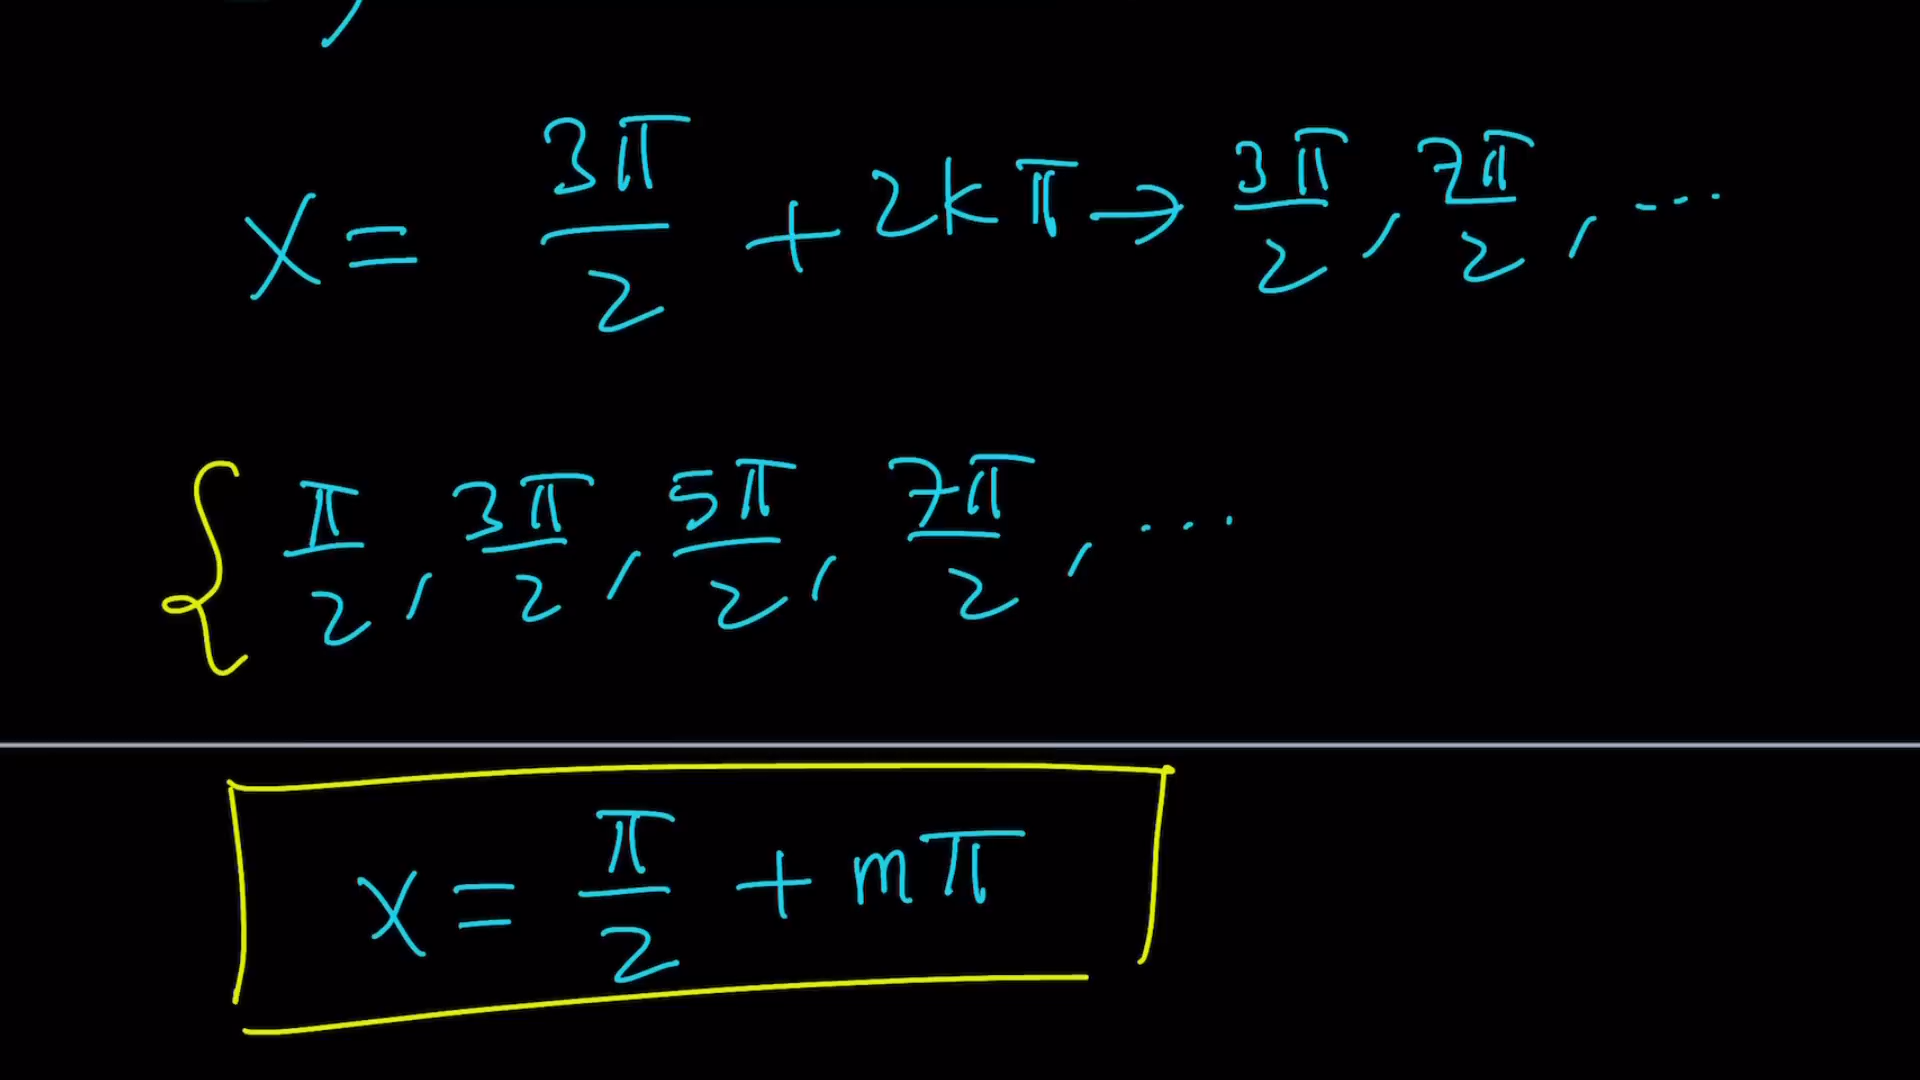 x = 3π/2 + 2kπ → 3π/2, 7π/2, ...
{ π/2, 3π/2, 5π/2, 7π/2, ...
x = π/2 + mπ